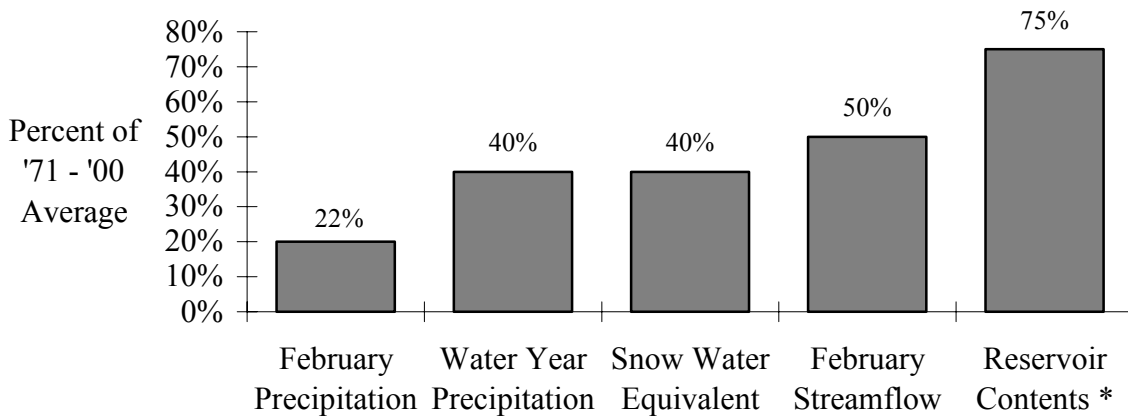 80%
70%
60%
50%
40%
30%
20%
10%
0%
Percent of
'71 - '00
Average
22%
40%
40%
50%
75%
February
Precipitation
Water Year
Precipitation
Snow Water
Equivalent
February
Streamflow
Reservoir
Contents *